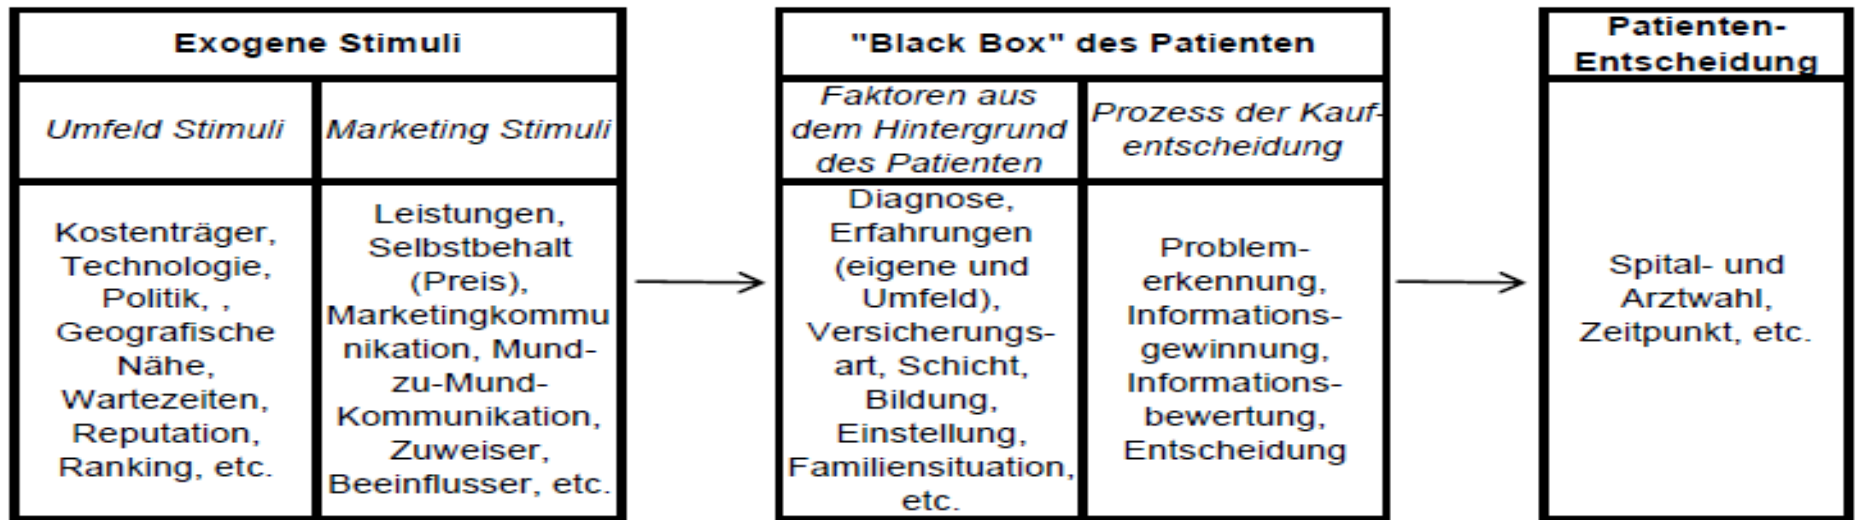 Exogene Stimuli
Umfeld Stimuli
Marketing Stimuli
Kostenträger,
Technologie,
Politik, ,
Geografische
Nähe,
Wartezeiten,
Reputation,
Ranking, etc.
Leistungen,
Selbstbehalt
(Preis),
Marketingkommu
nikation, Mund-
zu-Mund-
Kommunikation,
Zuweiser,
Beeinflusser, etc.
"Black Box" des Patienten
Faktoren aus
dem Hintergrund
des Patienten
Prozess der Kauf-
entscheidung
Diagnose,
Erfahrungen
(eigene und
Umfeld),
Versicherungs-
art, Schicht,
Bildung,
Einstellung,
Familiensituation,
etc.
Problem-
erkennung,
Informations-
gewinnung,
Informations-
bewertung,
Entscheidung
Patienten-
Entscheidung
Spital- und
Arztwahl,
Zeitpunkt, etc.